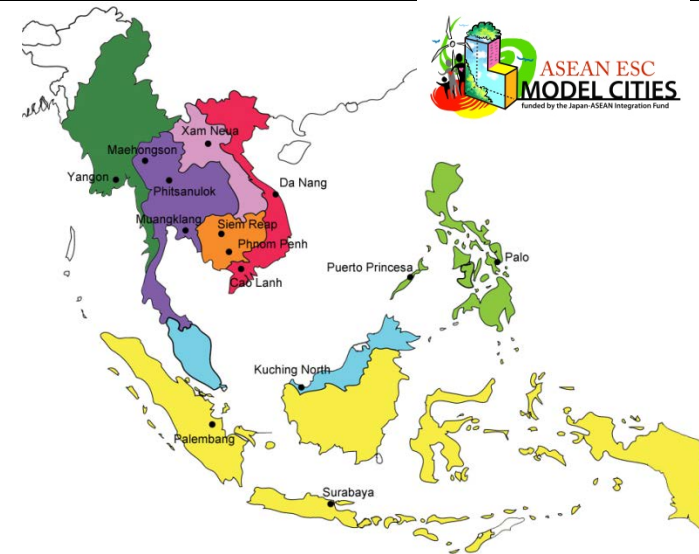 ASEAN ESC
MODEL CITIES
funded by the Japan-ASEAN Integration Fund
Xam Neua
Maehongson
Yangon
Phitsanulok
Da Nang
Muangklang
Siem Reap
Phnom Penh
Cao Lanh
Palo
Puerto Princesa
Kuching North
Palembang
Surabaya